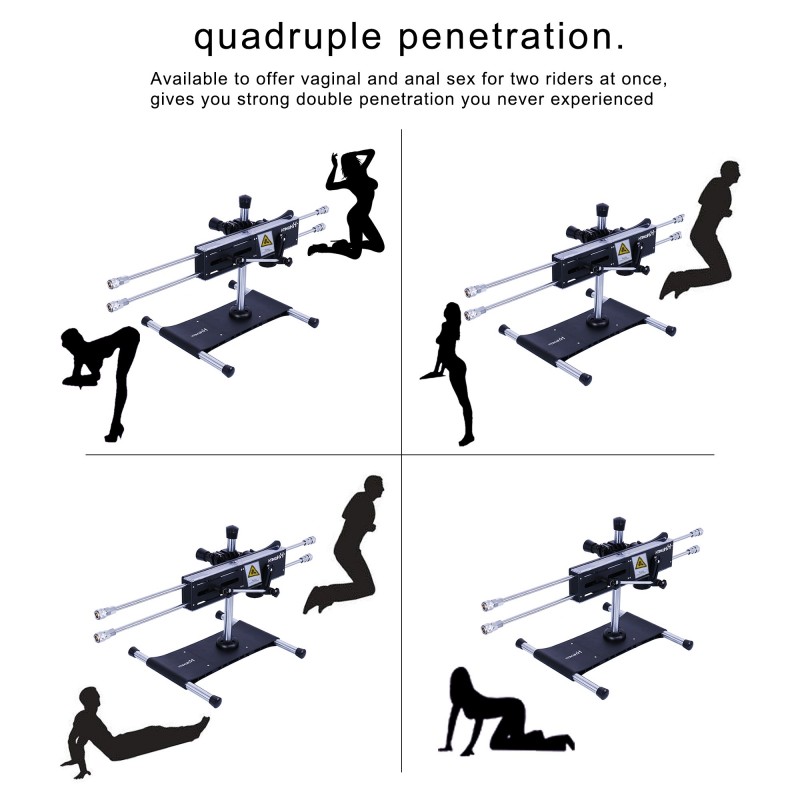 quadruple penetration.
Available to offer vaginal and anal sex for two riders at once,
gives you strong double penetration you never experienced